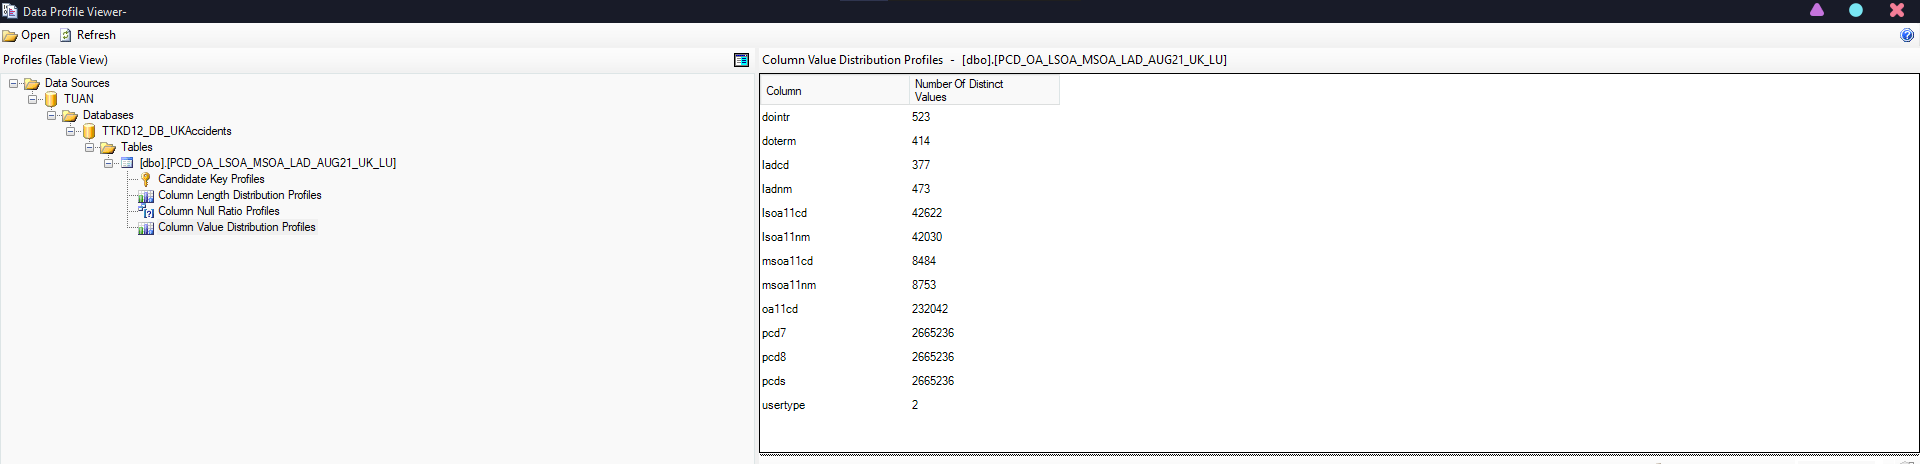 Data Profile Viewer-
Open Refresh
Profiles (Table View)
Data Sources
TUAN
Databases
TTKD12_DB_UKAccidents
Tables
[dbo].[PCD_OA_LSOA_MSOA_LAD_AUG21_UK_LU]
Candidate Key Profiles
Column Length Distribution Profiles
Column Null Ratio Profiles
Column Value Distribution Profiles
Column Value Distribution Profiles - [dbo].[PCD_OA_LSOA_MSOA_LAD_AUG21_UK_LU]
Column Number Of Distinct
Values
dointr 523
doterm 414
ladcd 377
ladnm 473
lsoa11cd 42622
lsoa11nm 42030
msoa11cd 8484
msoa11nm 8753
oa11cd 232042
pcd7 2665236
pcd8 2665236
pcds 2665236
usertype 2